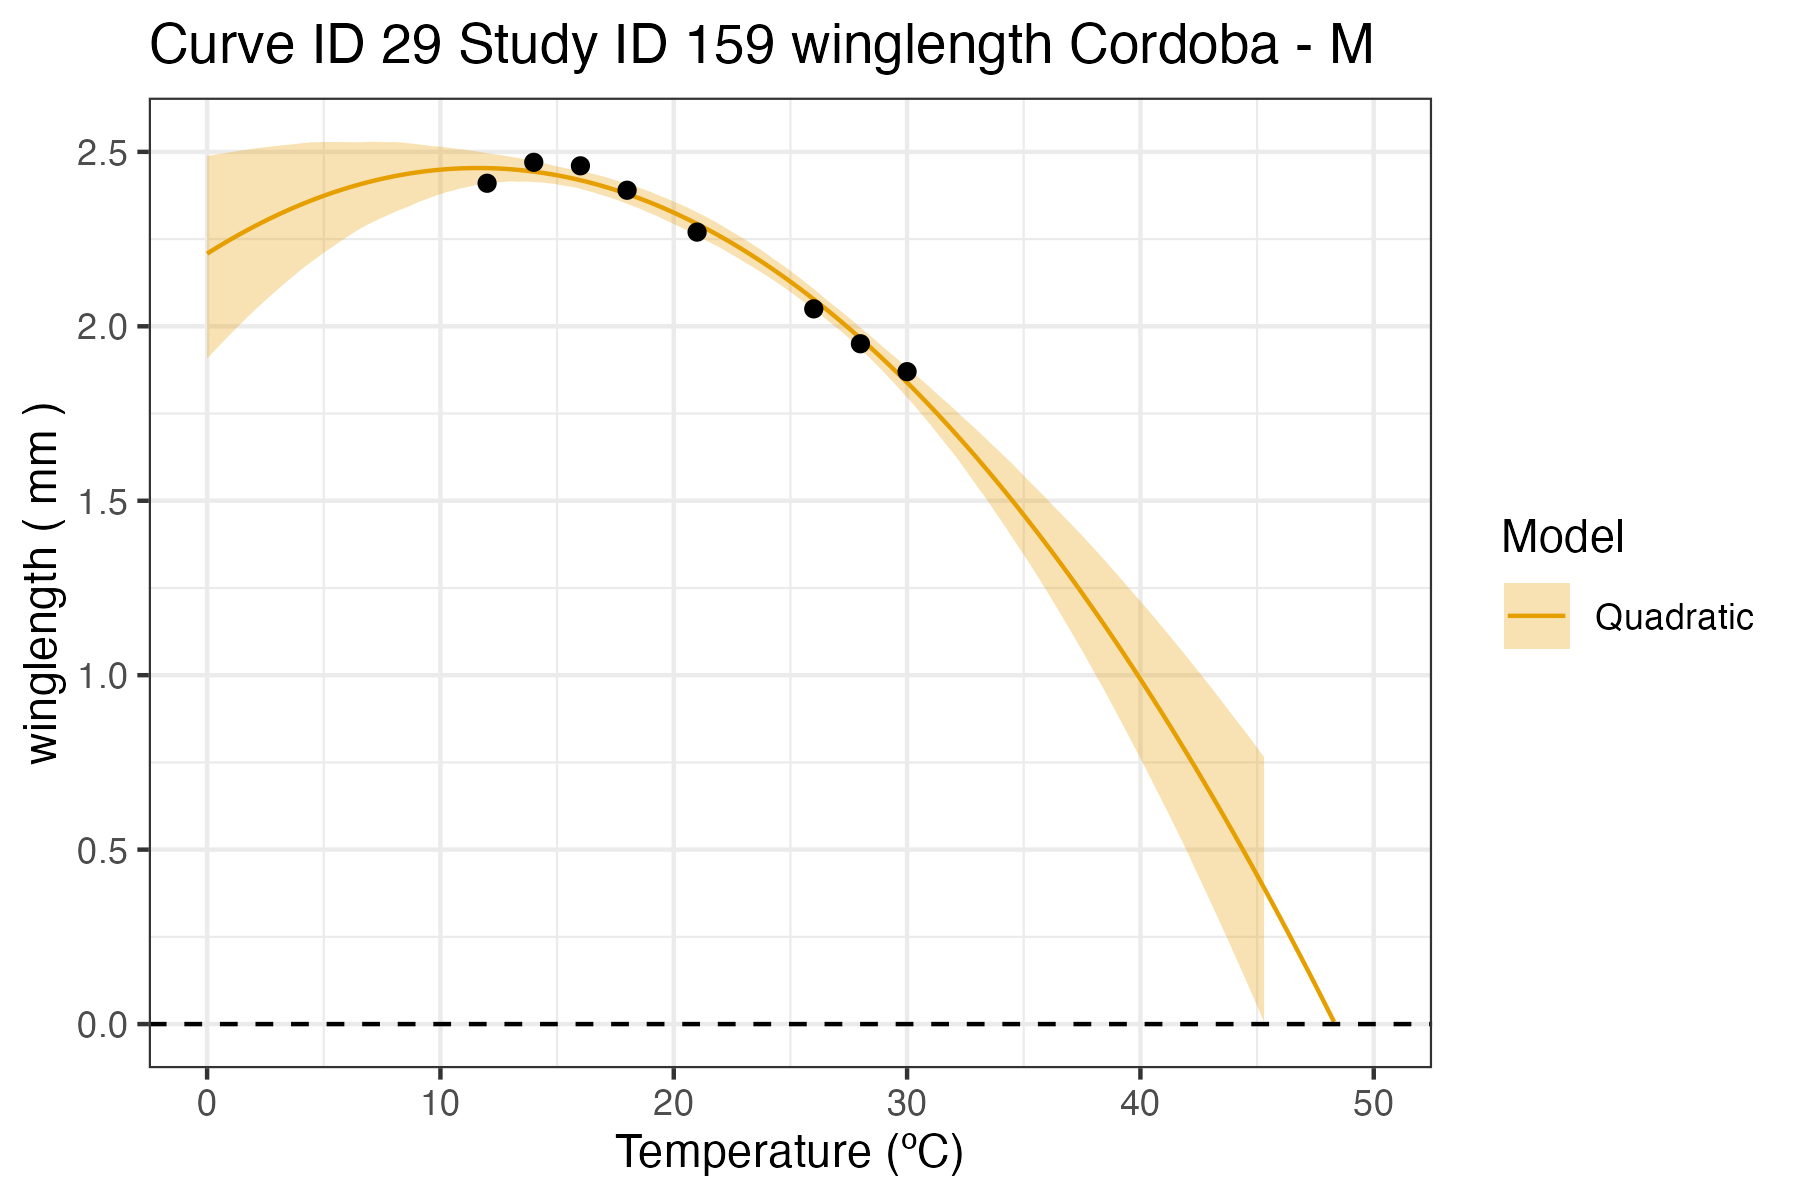 Curve ID 29 Study ID 159 winglength Cordoba - M
2.5
2.0
1.5
1.0
0.5
0.0
winglength ( mm )
0 10 20 30 40 50
Temperature (ºC)
Model
Quadratic